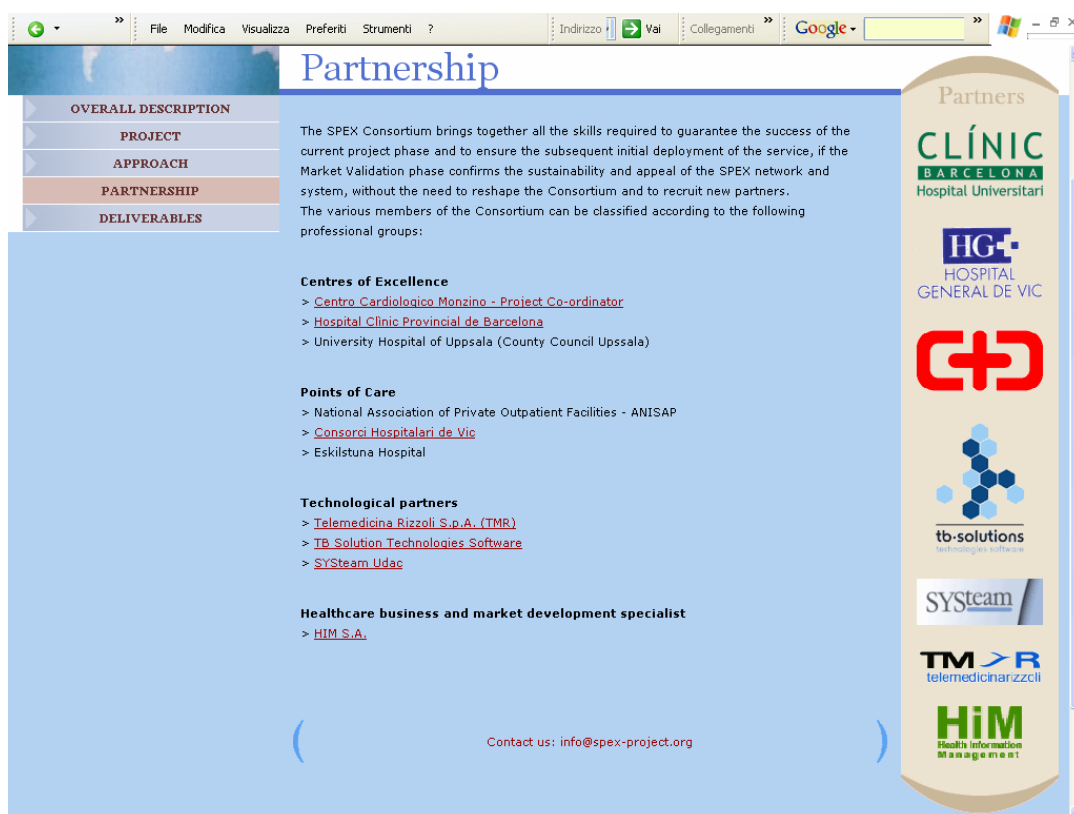 »
»
»
File Modifica Visualizza Preferiti Strumenti ?
Indirizzo
Vai
Collegamenti
Google
Partnership
OVERALL DESCRIPTION
PROJECT
APPROACH
PARTNERSHIP
DELIVERABLES
The SPEX Consortium brings together all the skills required to guarantee the success of the
current project phase and to ensure the subsequent initial deployment of the service, if the
Market Validation phase confirms the sustainability and appeal of the SPEX network and
system, without the need to reshape the Consortium and to recruit new partners.
The various members of the Consortium can be classified according to the following
professional groups:
Centres of Excellence
> Centro Cardiologico Monzino - Project Co-ordinator
> Hospital Clìnic Provincial de Barcelona
> University Hospital of Uppsala (County Council Upssala)
Points of Care
> National Association of Private Outpatient Facilities - ANISAP
> Consorci Hospitalari de Vic
> Eskilstuna Hospital
Technological partners
> Telemedicina Rizzoli S.p.A. (TMR)
> TB Solution Technologies Software
> SYSteam Udac
Healthcare business and market development specialist
> HIM S.A.
( Contact us: info@spex-project.org )
Partners
CLÍNIC
BARCELONA
Hospital Universitari
HG
HOSPITAL
GENERAL DE VIC
tb·solutions
technologies software
SYSteam
TMR
telemedicinarizzoli
HiM
Health Information
Management